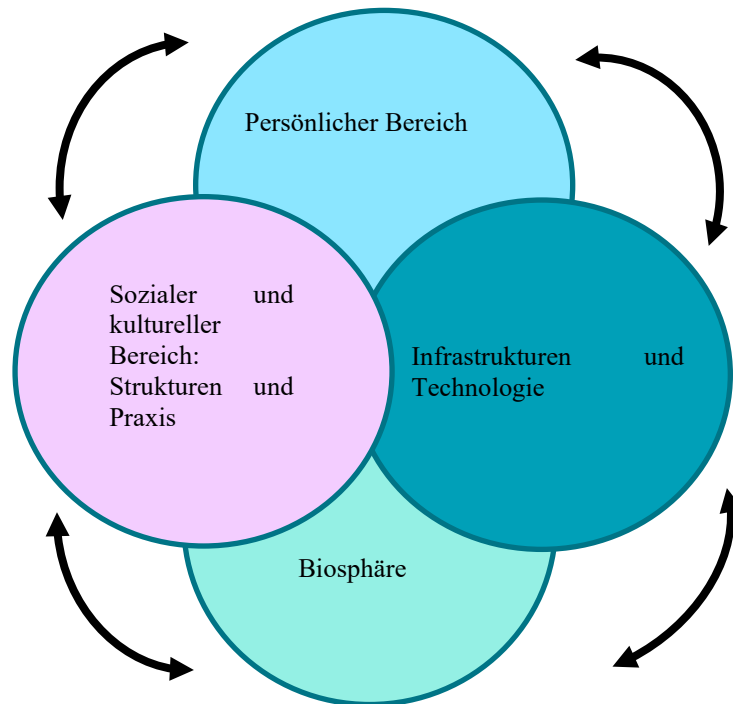 Persönlicher Bereich
Sozialer und
kultureller
Bereich:
Strukturen und
Praxis
Infrastrukturen und
Technologie
Biosphäre